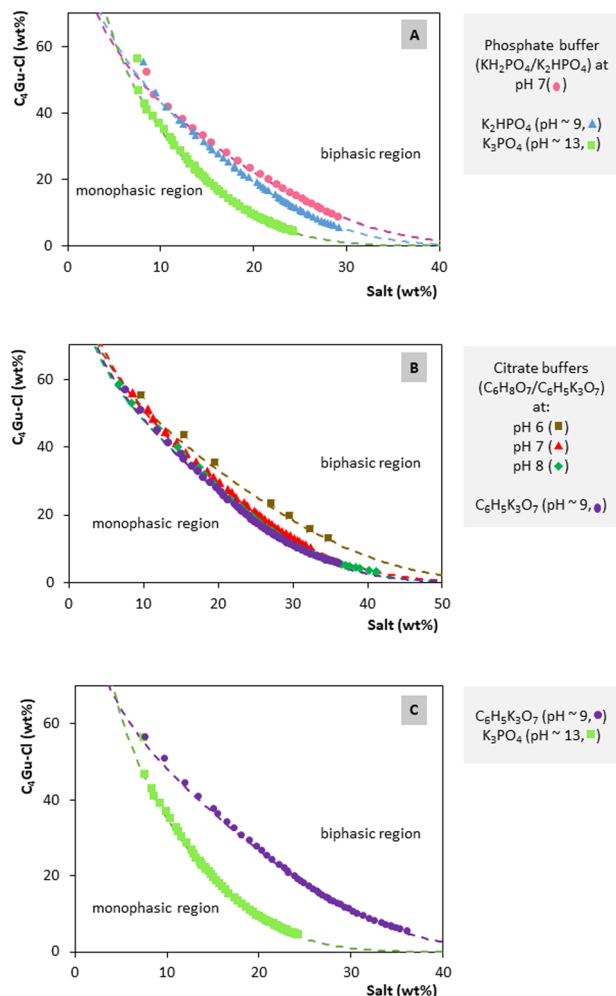 A
C₄Gu-Cl (wt%)
60
40
20
0
biphasic region
monophasic region
0 10 20 30 40
Salt (wt%)
Phosphate buffer
(KH₂PO₄/K₂HPO₄) at
pH 7(●)
K₂HPO₄ (pH ~ 9, ▲)
K₃PO₄ (pH ~ 13, ■)
B
C₄Gu-Cl (wt%)
60
40
20
0
biphasic region
monophasic region
0 10 20 30 40 50
Salt (wt%)
Citrate buffers
(C₆H₈O₇/C₆H₅K₃O₇)
at:
pH 6 (■)
pH 7 (▲)
pH 8 (◆)
C₆H₅K₃O₇ (pH ~ 9, ●)
C
C₄Gu-Cl (wt%)
60
40
20
0
biphasic region
monophasic region
0 10 20 30 40
Salt (wt%)
C₆H₅K₃O₇ (pH ~ 9, ●)
K₃PO₄ (pH ~ 13, ■)